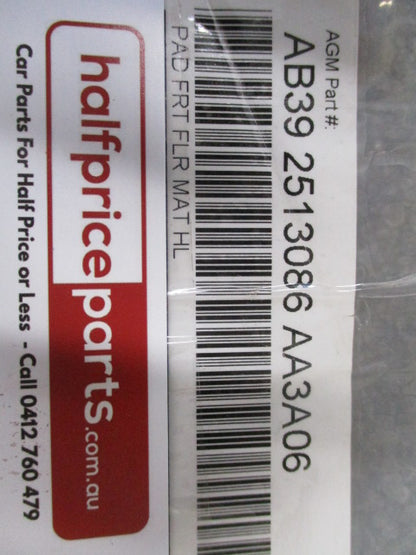 AGM Part #:
AB39 2513086 AA3A06
PAD FRT FLR MAT HL
halfpriceparts.com.au
Car Parts For Half Price or Less - Call 0412 760 479